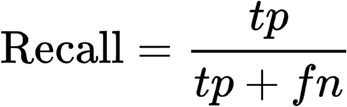 Recall = tp / (tp + fn)